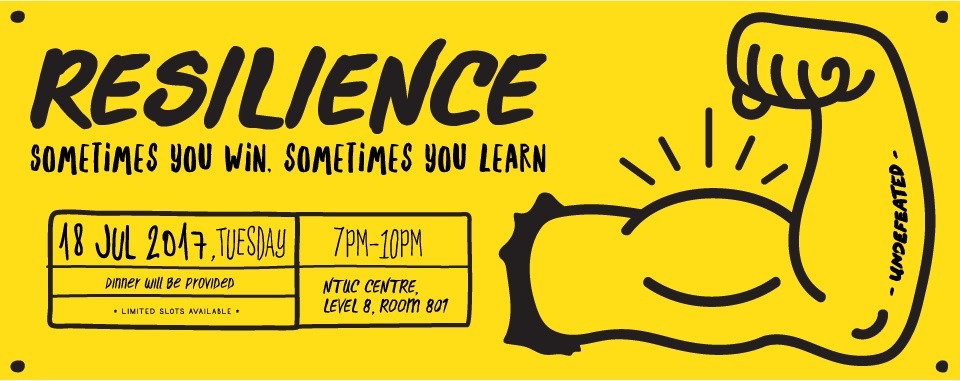 RESILIENCE
SOMETIMES YOU WIN, SOMETIMES YOU LEARN
18 JUL 2017, TUESDAY
7PM-10PM
Dinner will be provided
• LIMITED SLOTS AVAILABLE •
NTUC CENTRE,
LEVEL 8, ROOM 801
- UNDEFEATED -